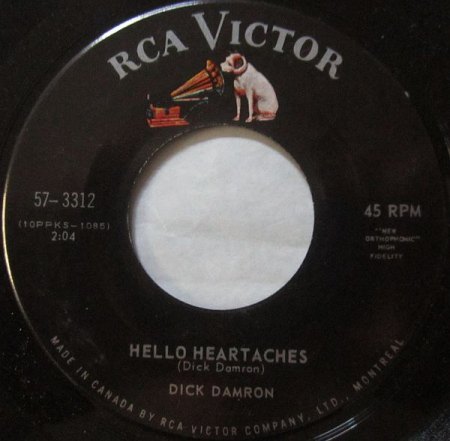 RCA VICTOR
57-3312
(10PPKS-1085)
2:04
45 RPM
"NEW
ORTHOPHONIC"
HIGH
FIDELITY
HELLO HEARTACHES
(Dick Damron)
DICK DAMRON
MADE IN CANADA BY RCA VICTOR COMPANY, LTD., MONTREAL